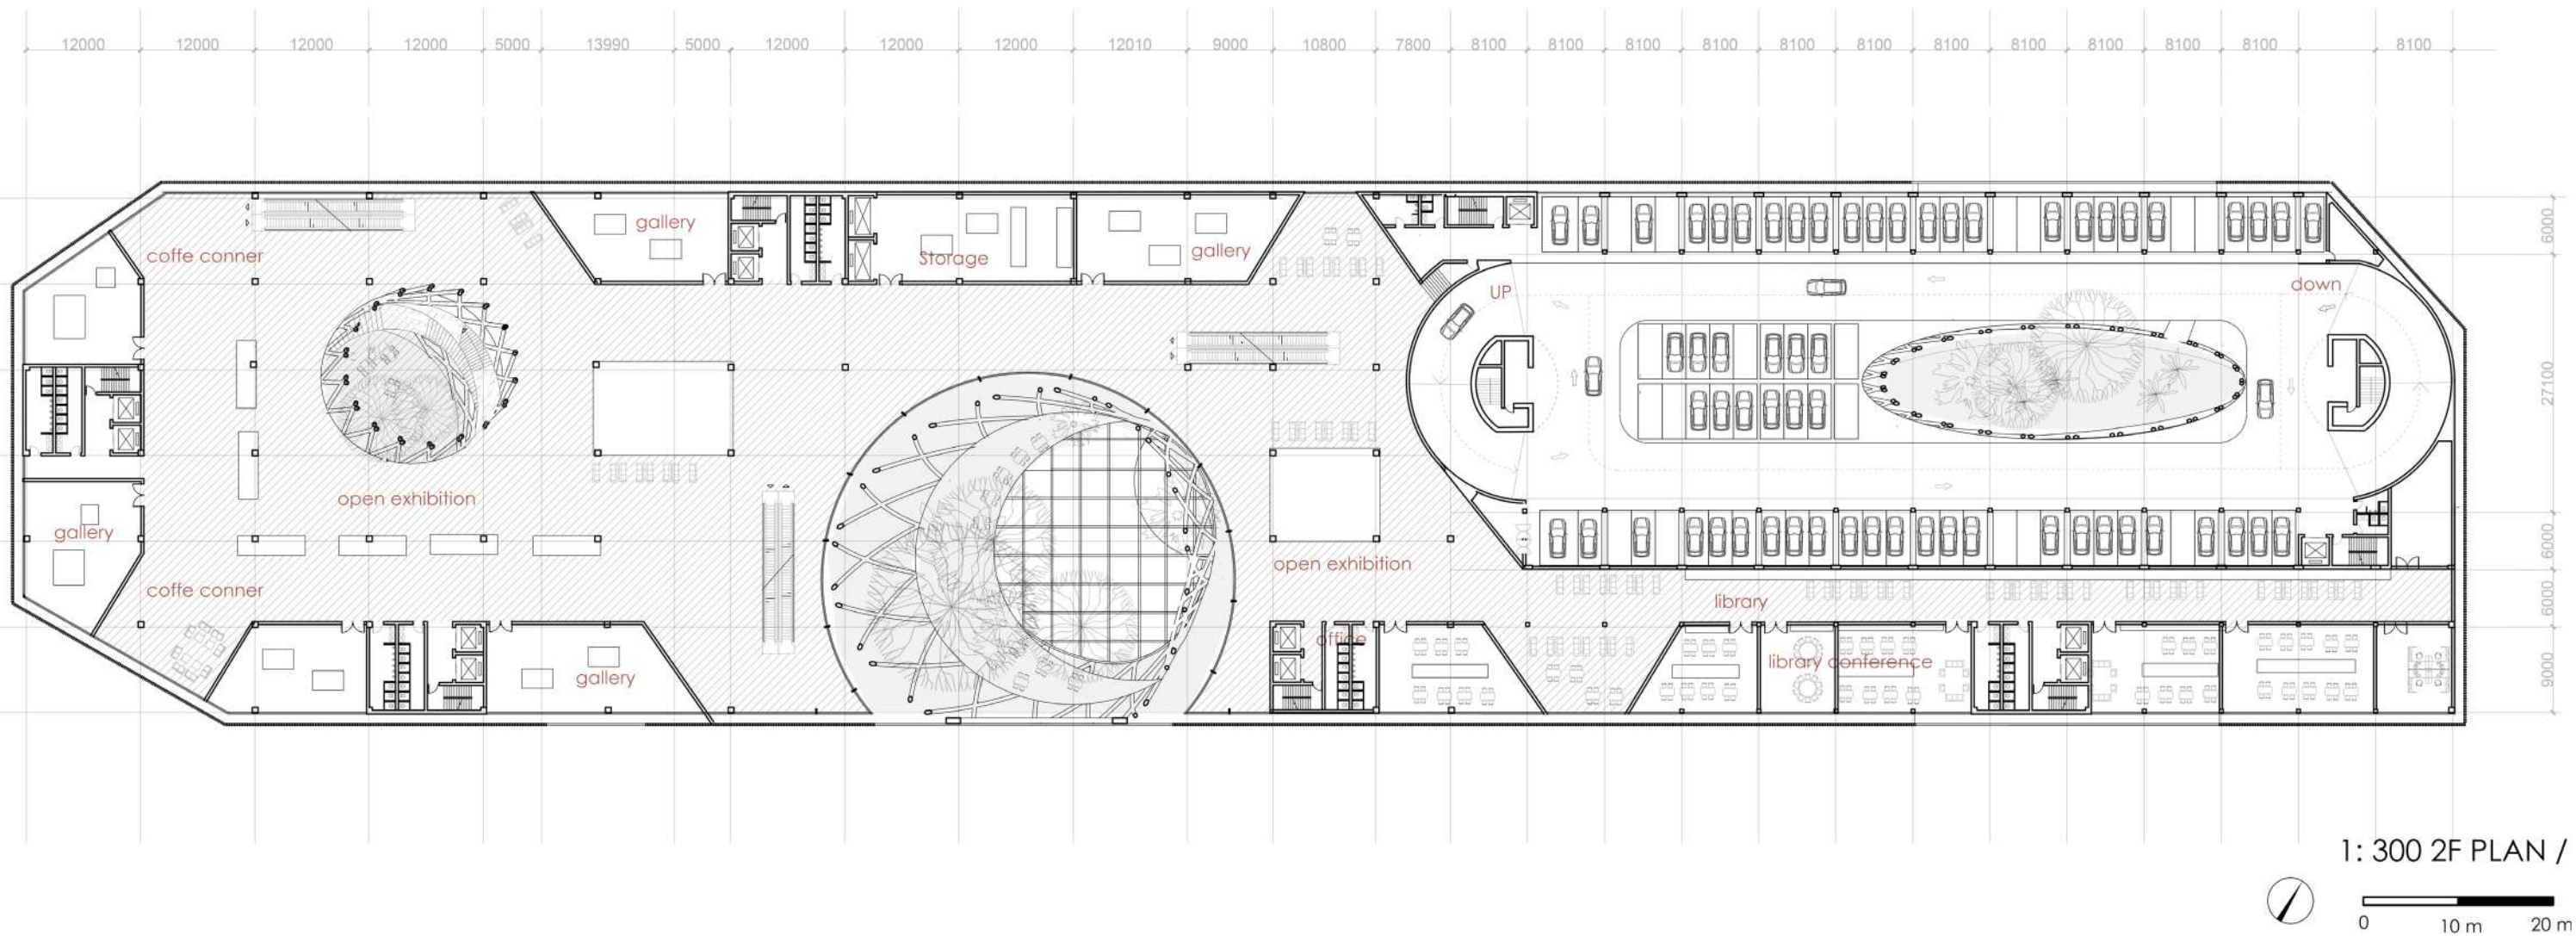 12000 12000 12000 12000 5000 13990 5000 12000 12000 12000 12010 9000 10800 7800 8100 8100 8100 8100 8100 8100 8100 8100 8100 8100 8100 8100
6000
27100
6000
6000
9000
gallery
gallery
coffe conner
Storage
UP
down
open exhibition
gallery
open exhibition
coffe conner
library
office
library conference
gallery
1: 300 2F PLAN /
0 10 m 20 m